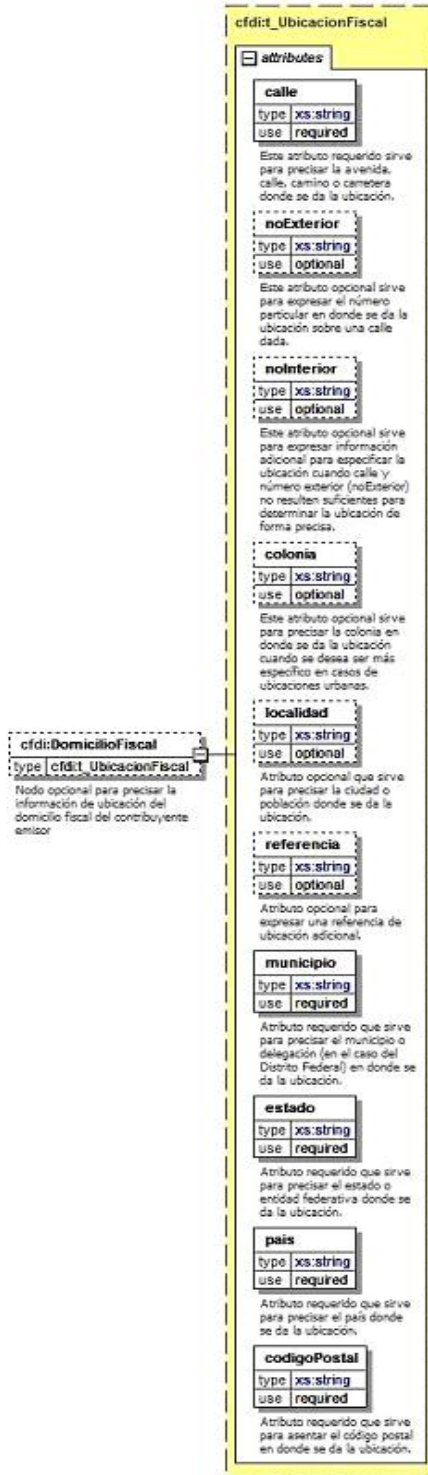 cfdi:t_UbicacionFiscal
attributes
calle
type xs:string
use required
Este atributo requerido sirve
para precisar la avenida,
calle, camino o carretera
donde se da la ubicación.
noExterior
type xs:string
use optional
Este atributo opcional sirve
para expresar el número
particular en donde se da la
ubicación sobre una calle
dada.
noInterior
type xs:string
use optional
Este atributo opcional sirve
para expresar información
adicional para especificar la
ubicación cuando calle y
número exterior (noExterior)
no resulten suficientes para
determinar la ubicación de
forma precisa.
colonia
type xs:string
use optional
Este atributo opcional sirve
para precisar la colonia en
donde se da la ubicación
cuando se desea ser más
específico en casos de
ubicaciones urbanas.
localidad
type xs:string
use optional
Atributo opcional que sirve
para precisar la ciudad o
población donde se da la
ubicación.
cfdi:DomicilioFiscal
type cfdi:t_UbicacionFiscal
Nodo opcional para precisar la
información de ubicación del
domicilio fiscal del contribuyente
emisor
referencia
type xs:string
use optional
Atributo opcional para
expresar una referencia de
ubicación adicional.
municipio
type xs:string
use required
Atributo requerido que sirve
para precisar el municipio o
delegación (en el caso del
Distrito Federal) en donde se
da la ubicación.
estado
type xs:string
use required
Atributo requerido que sirve
para precisar el estado o
entidad federativa donde se
da la ubicación.
pais
type xs:string
use required
Atributo requerido que sirve
para precisar el país donde
se da la ubicación.
codigoPostal
type xs:string
use required
Atributo requerido que sirve
para asentar el código postal
en donde se da la ubicación.